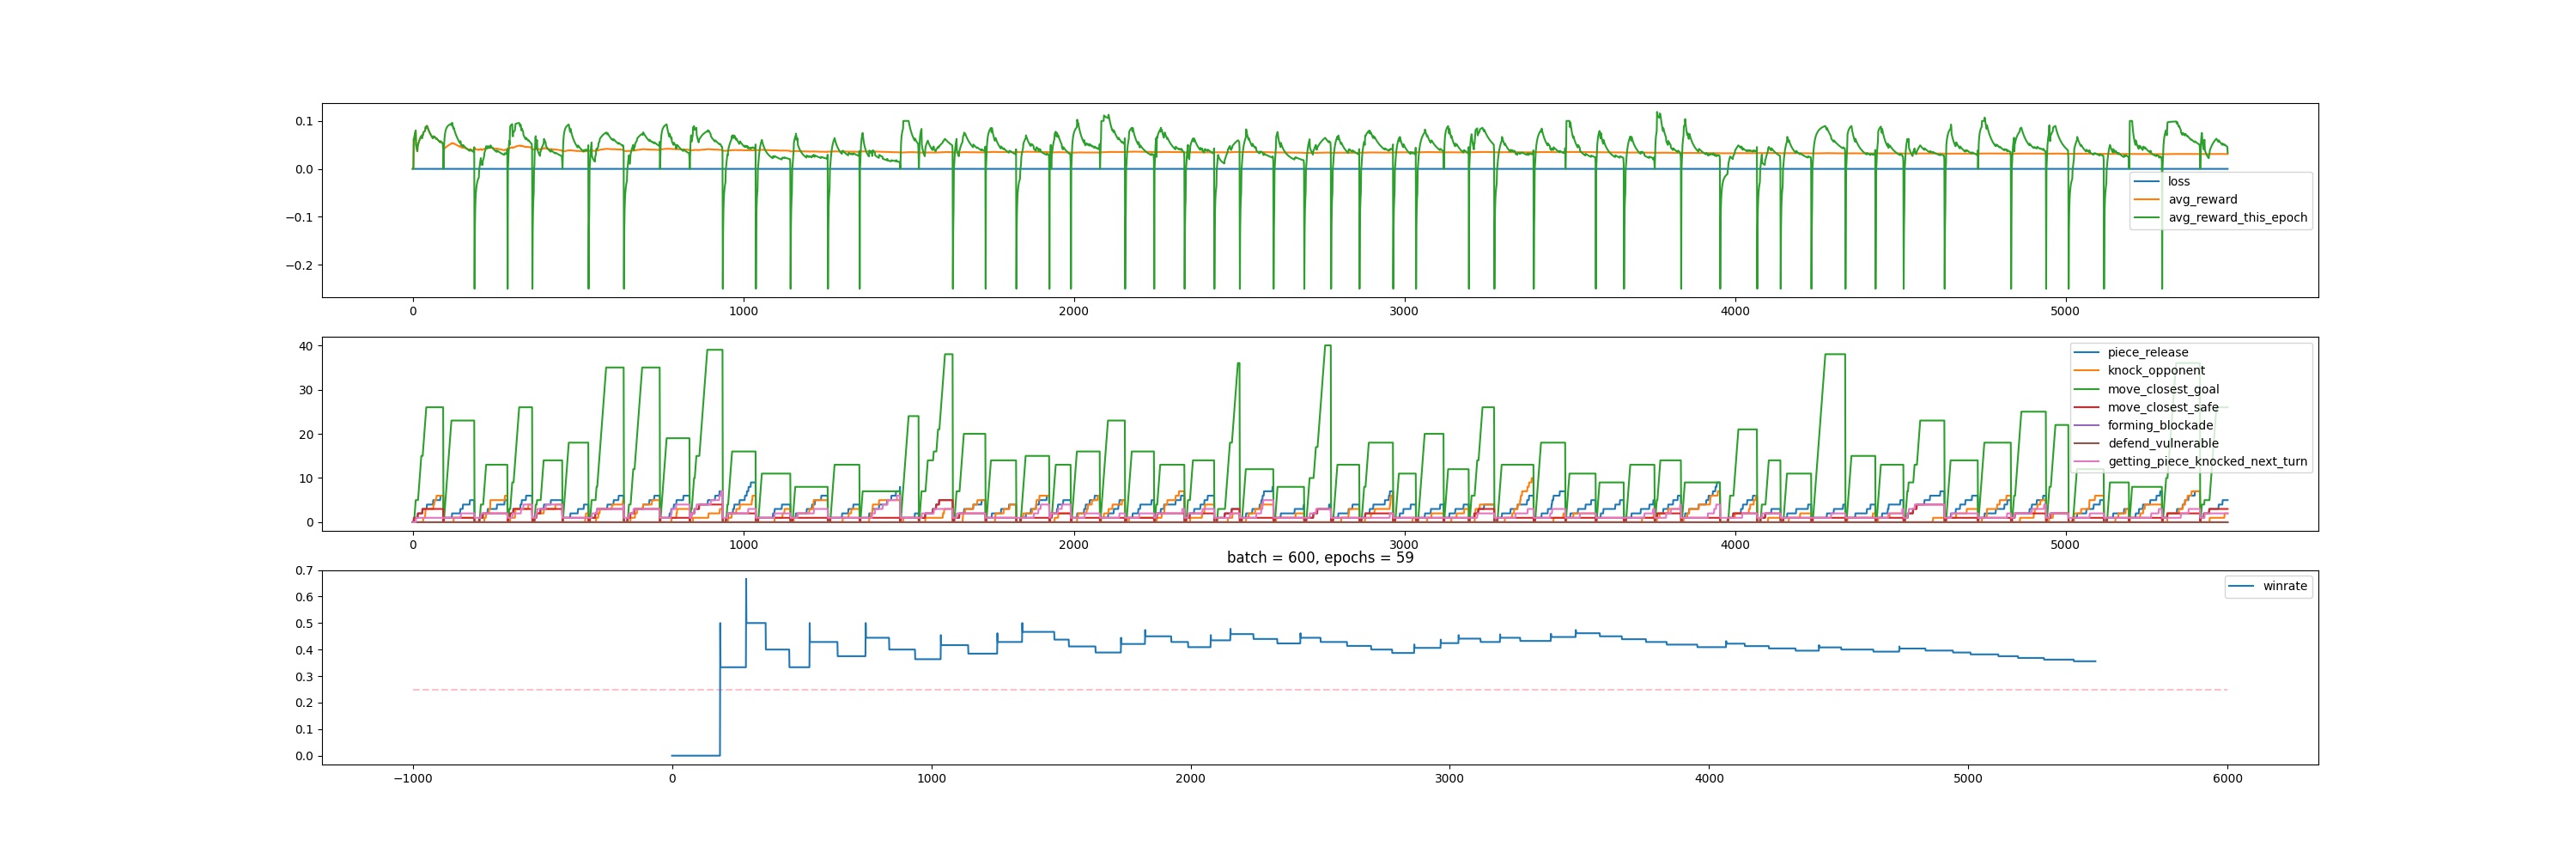 0.1
0.0
−0.1
−0.2
loss
avg_reward
avg_reward_this_epoch
0 1000 2000 3000 4000 5000
40
30
20
10
0
piece_release
knock_opponent
move_closest_goal
move_closest_safe
forming_blockade
defend_vulnerable
getting_piece_knocked_next_turn
0 1000 2000 3000 4000 5000
batch = 600, epochs = 59
0.7
0.6
0.5
0.4
0.3
0.2
0.1
0.0
winrate
−1000 0 1000 2000 3000 4000 5000 6000